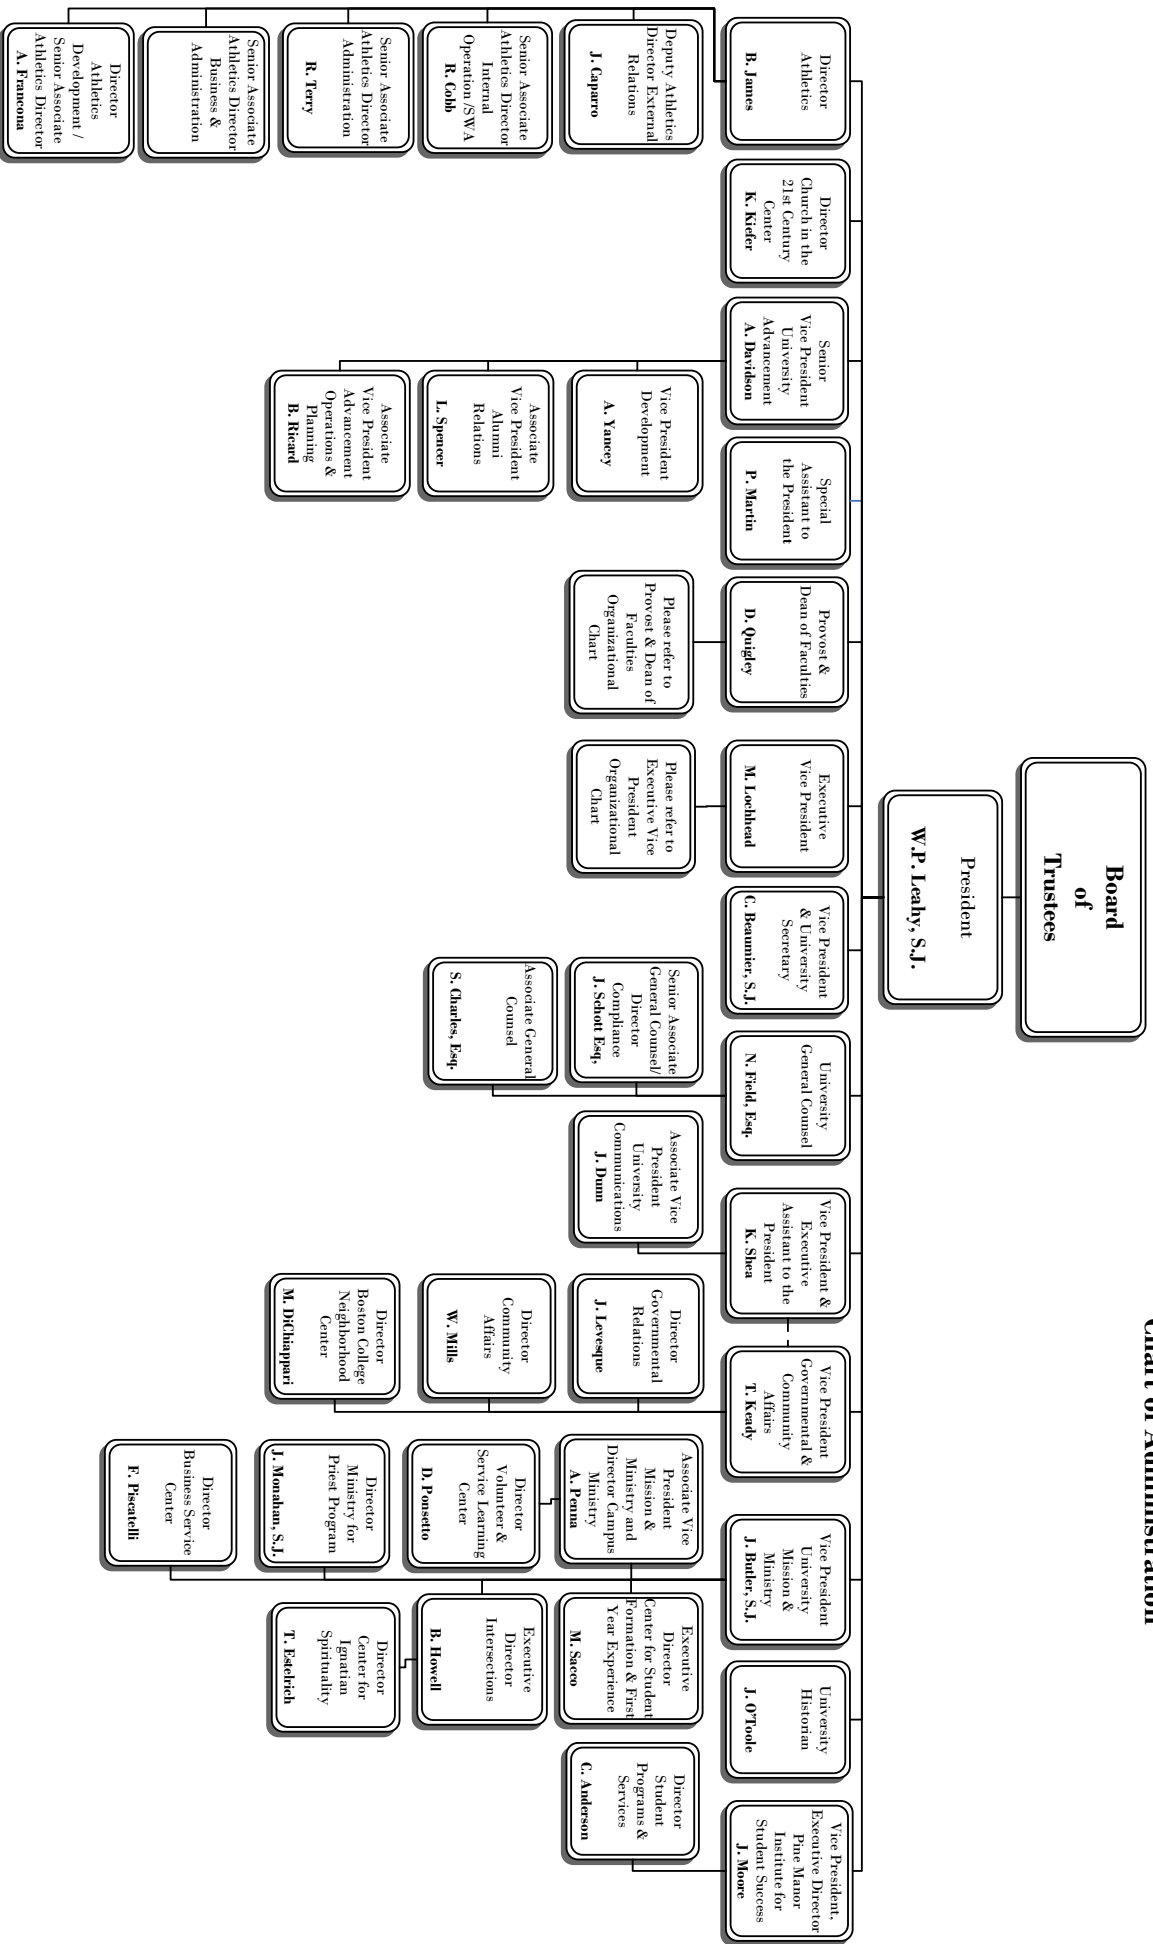 Chart of Administration
Board
of
Trustees
President
W.P. Leahy, S.J.
Director
Athletics
B. James
Director
Church in the
21st Century
Center
K. Kiefer
Senior
Vice President
University
Advancement
A. Davidson
Special
Assistant to
the President
P. Martin
Provost &
Dean of Faculties
D. Quigley
Executive
Vice President
M. Lochhead
Vice President
& University
Secretary
C. Beaumier, S.J.
University
General Counsel
N. Field, Esq.
Vice President &
Executive
Assistant to the
President
K. Shea
Vice President
Governmental &
Community
Affairs
T. Keady
Vice President
University
Mission &
Ministry
J. Butler, S.J.
University
Historian
J. O'Toole
Vice President,
Executive Director
Pine Manor
Institute for
Student Success
J. Moore
Deputy Athletics
Director External
Relations
J. Caparro
Senior Associate
Athletics Director
Internal
Operation /SWA
R. Cobb
Senior Associate
Athletics Director
Administration
R. Terry
Senior Associate
Athletics Director
Business &
Administration
Director
Athletics
Development /
Senior Associate
Athletics Director
A. Francona
Vice President
Development
A. Yancey
Associate
Vice President
Alumni
Relations
L. Spencer
Associate
Vice President
Advancement
Operations &
Planning
B. Ricard
Please refer to
Provost & Dean of
Faculties
Organizational
Chart
Please refer to
Executive Vice
President
Organizational
Chart
Senior Associate
General Counsel/
Director
Compliance
J. Schott Esq,
Associate General
Counsel
S. Charles, Esq.
Associate Vice
President
University
Communications
J. Dunn
Director
Governmental
Relations
J. Levesque
Director
Community
Affairs
W. Mills
Director
Boston College
Neighborhood
Center
M. DiChiappari
Associate Vice
President
Mission &
Ministry and
Director Campus
Ministry
A. Penna
Director
Volunteer &
Service Learning
Center
D. Ponsetto
Director
Ministry for
Priest Program
J. Monahan, S.J.
Director
Business Service
Center
F. Piscatelli
Executive
Director
Center for Student
Formation & First
Year Experience
M. Sacco
Executive
Director
Intersections
B. Howell
Director
Center for
Ignatian
Spirituality
T. Estelrich
Director
Student
Programs &
Services
C. Anderson